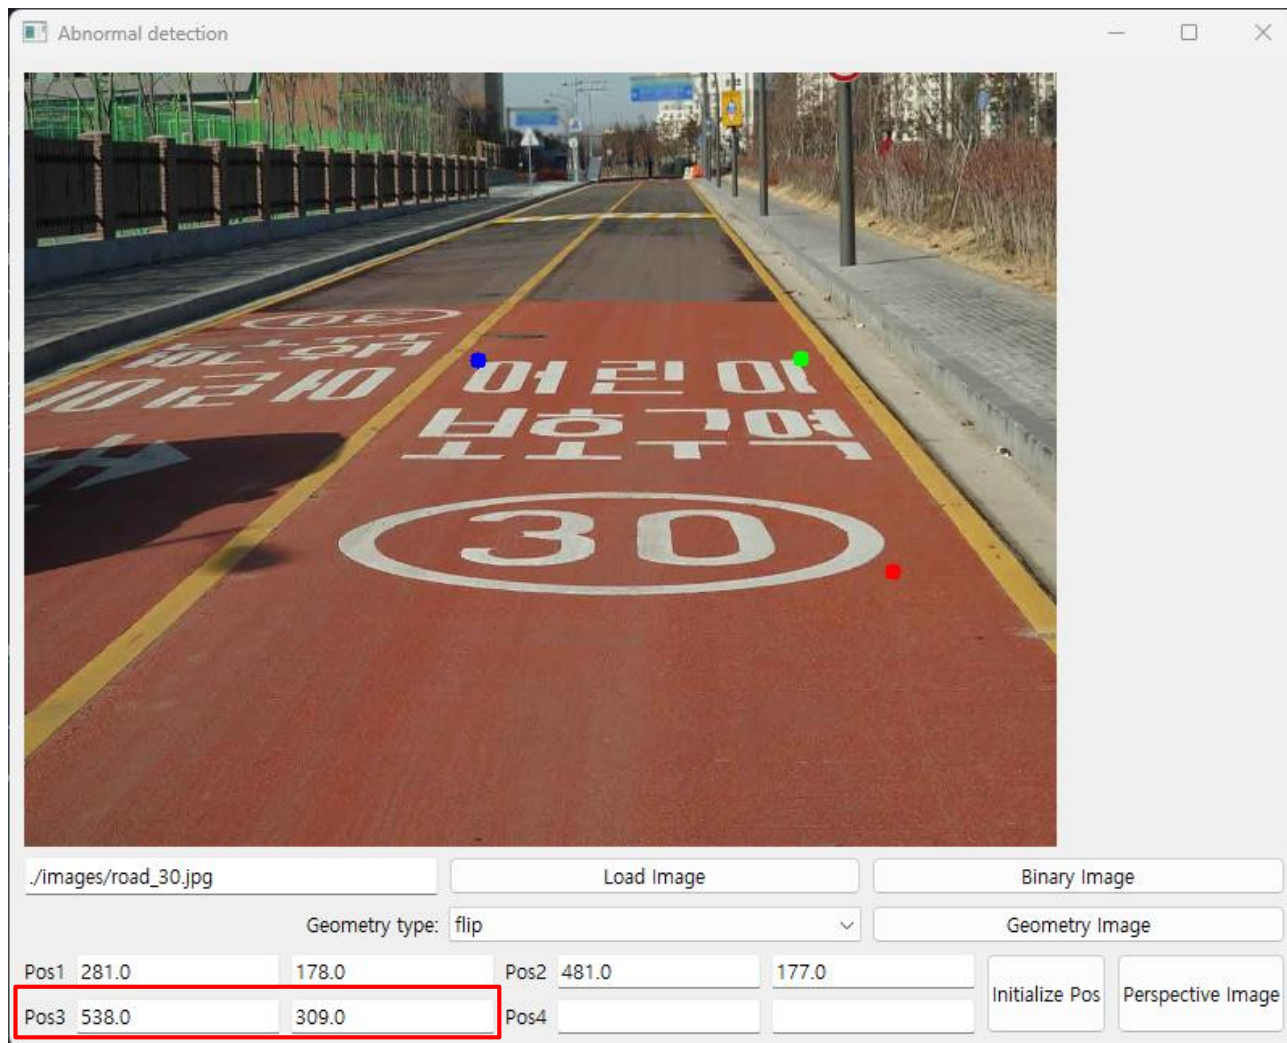 Abnormal detection
어린이
보호구역
30
./images/road_30.jpg
Load Image
Binary Image
Geometry type:
flip
Geometry Image
Pos1
281.0
178.0
Pos2
481.0
177.0
Initialize Pos
Perspective Image
Pos3
538.0
309.0
Pos4